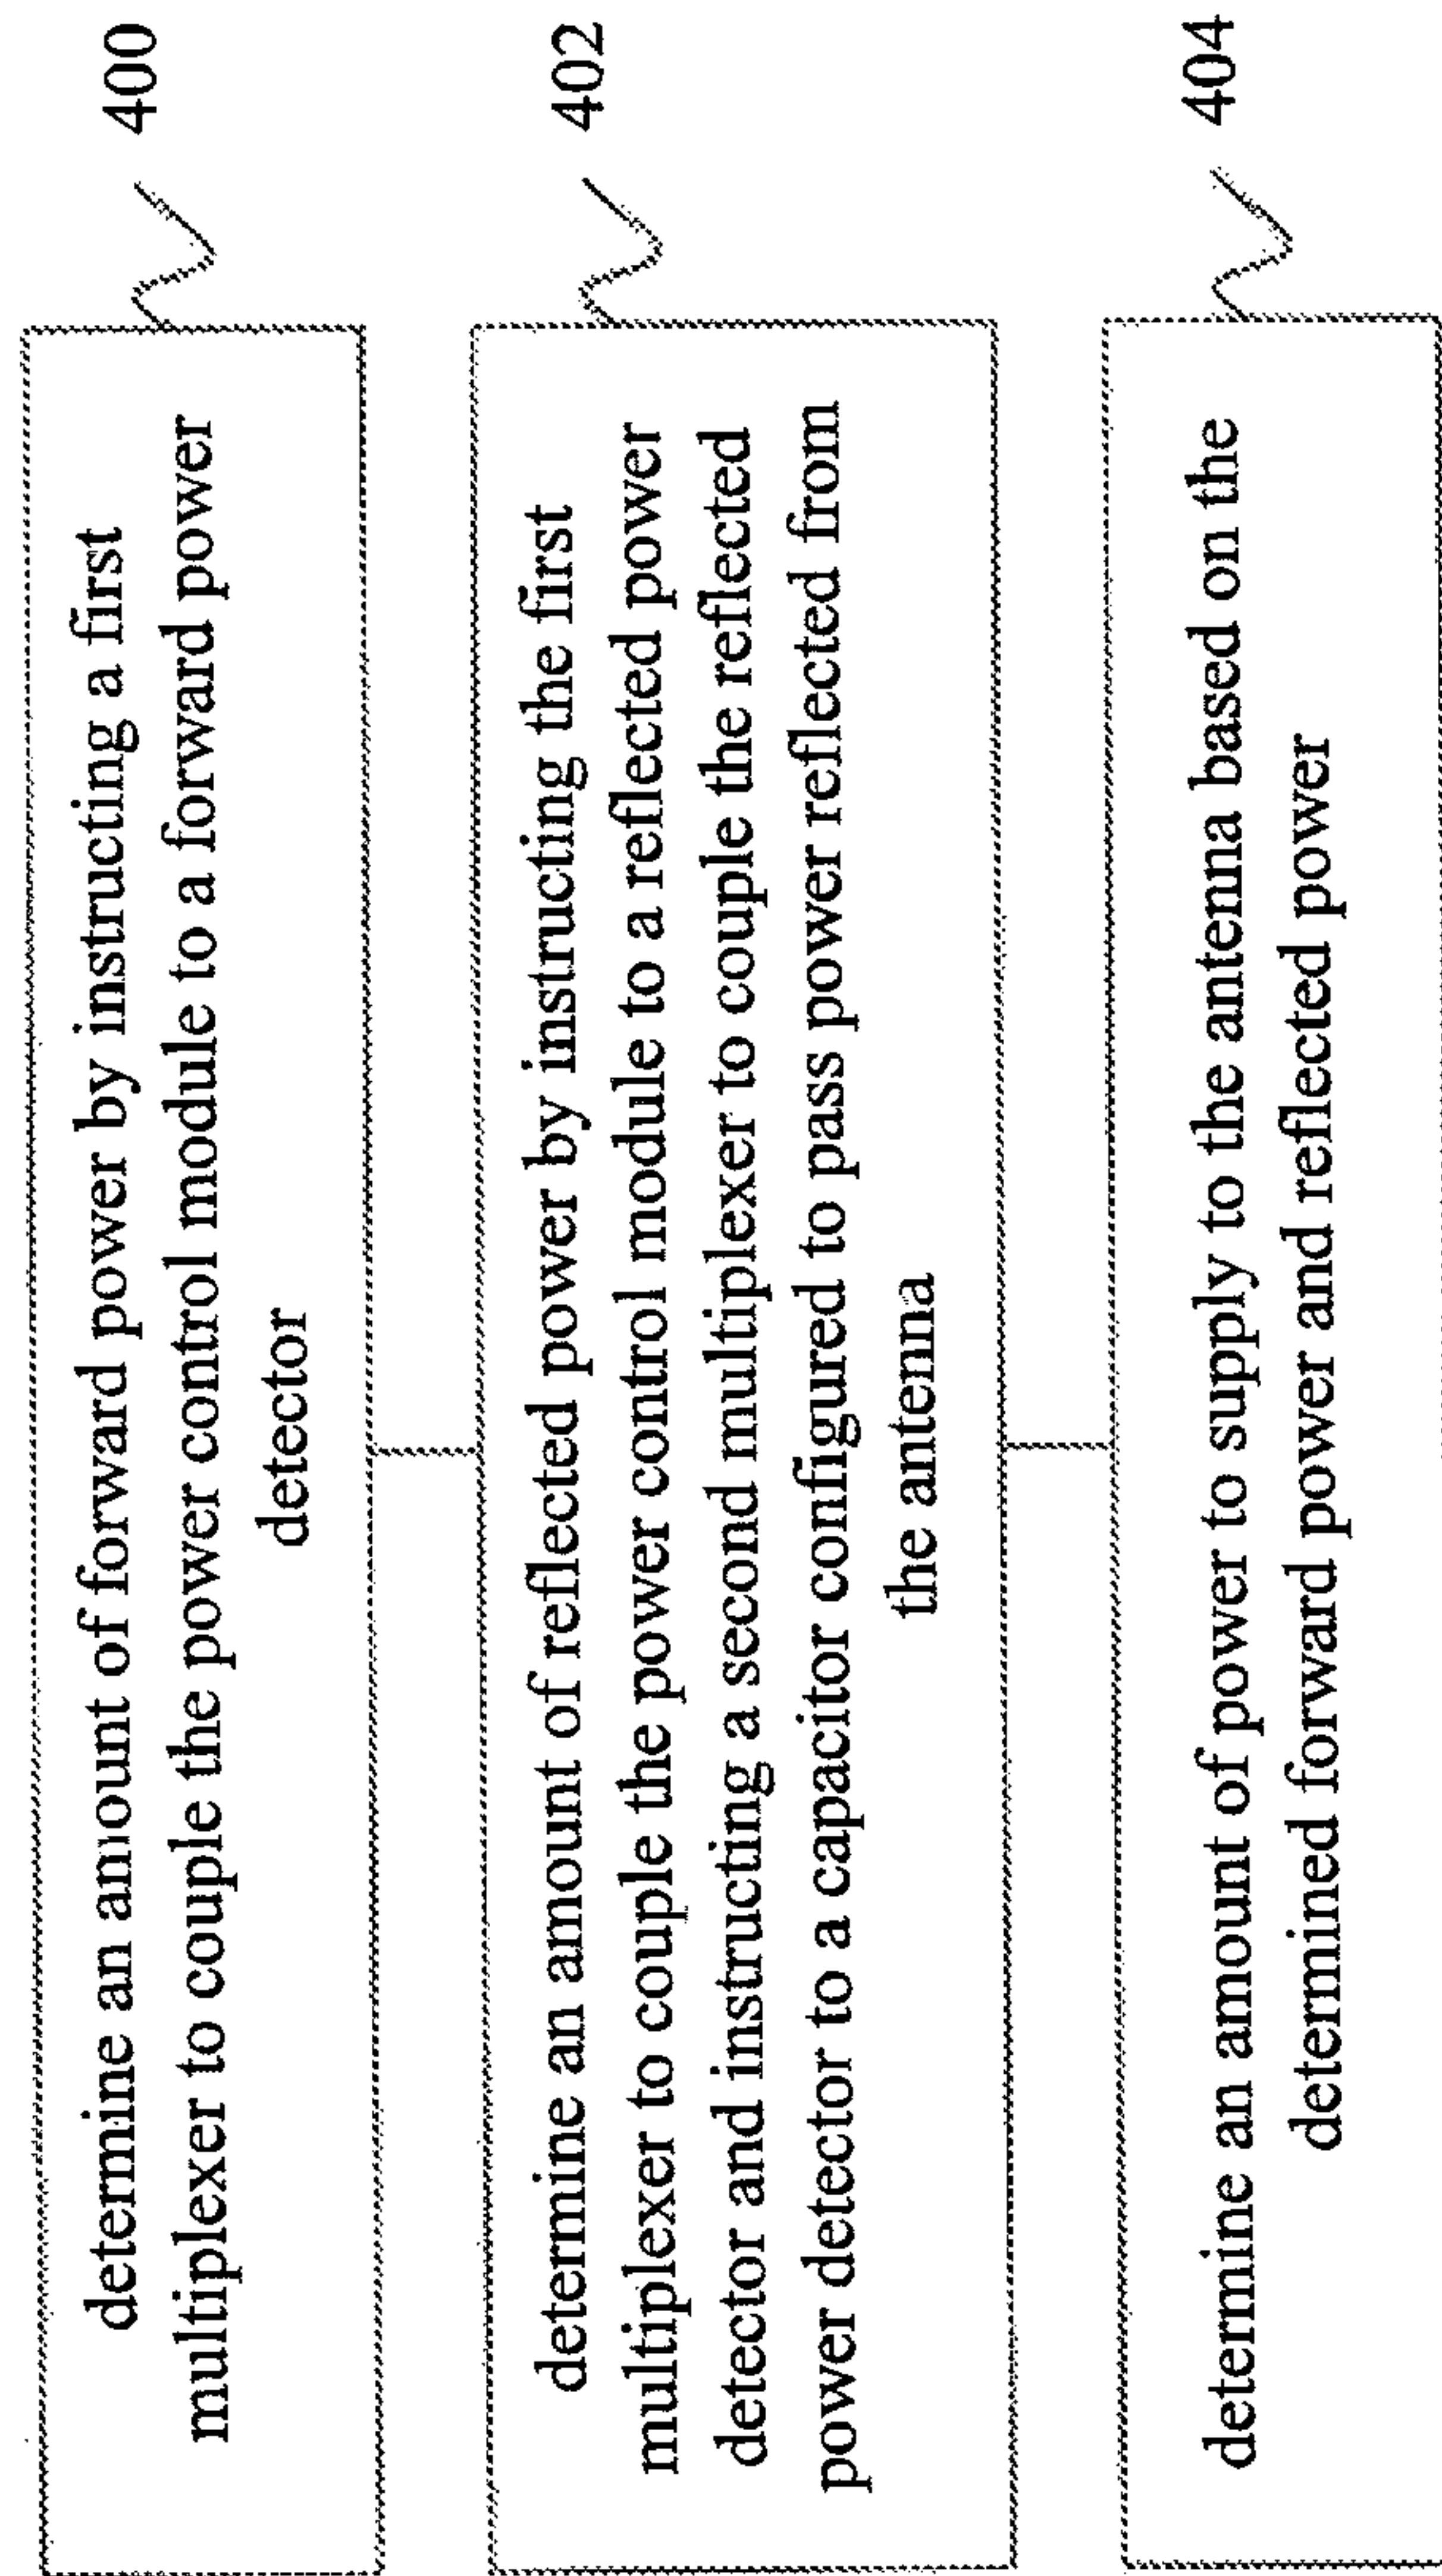 determine an amount of forward power by instructing a first
multiplexer to couple the power control module to a forward power
detector
400
determine an amount of reflected power by instructing the first
multiplexer to couple the power control module to a reflected power
detector and instructing a second multiplexer to couple the reflected
power detector to a capacitor configured to pass power reflected from
the antenna
402
determine an amount of power to supply to the antenna based on the
determined forward power and reflected power
404